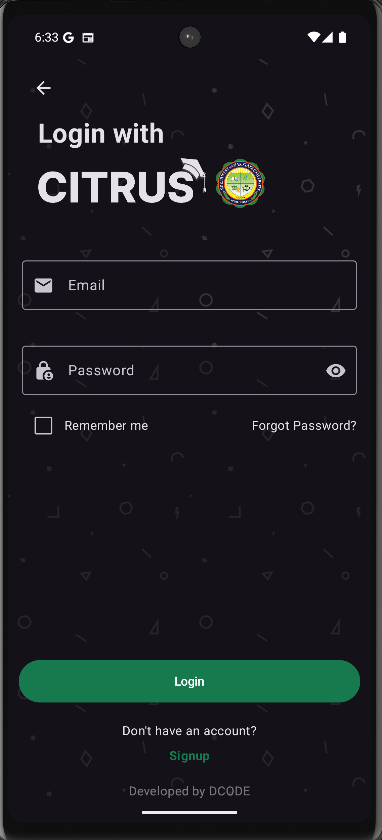 6:33
Login with
CITRUS
Email
Password
Remember me
Forgot Password?
Login
Don't have an account?
Signup
Developed by DCQDE